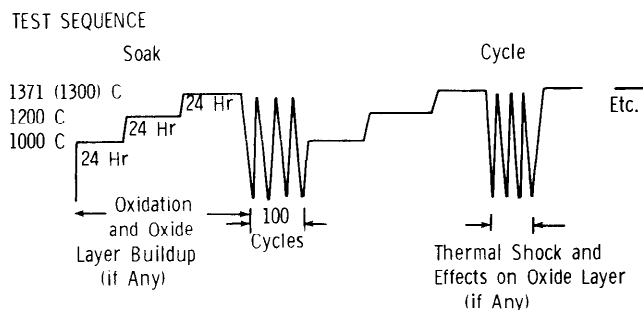 TEST SEQUENCE
Soak
Cycle
1371 (1300) C
1200 C
1000 C
24 Hr
24 Hr
24 Hr
Etc.
Oxidation
and Oxide
Layer Buildup
(if Any)
100
Cycles
Thermal Shock and
Effects on Oxide Layer
(if Any)